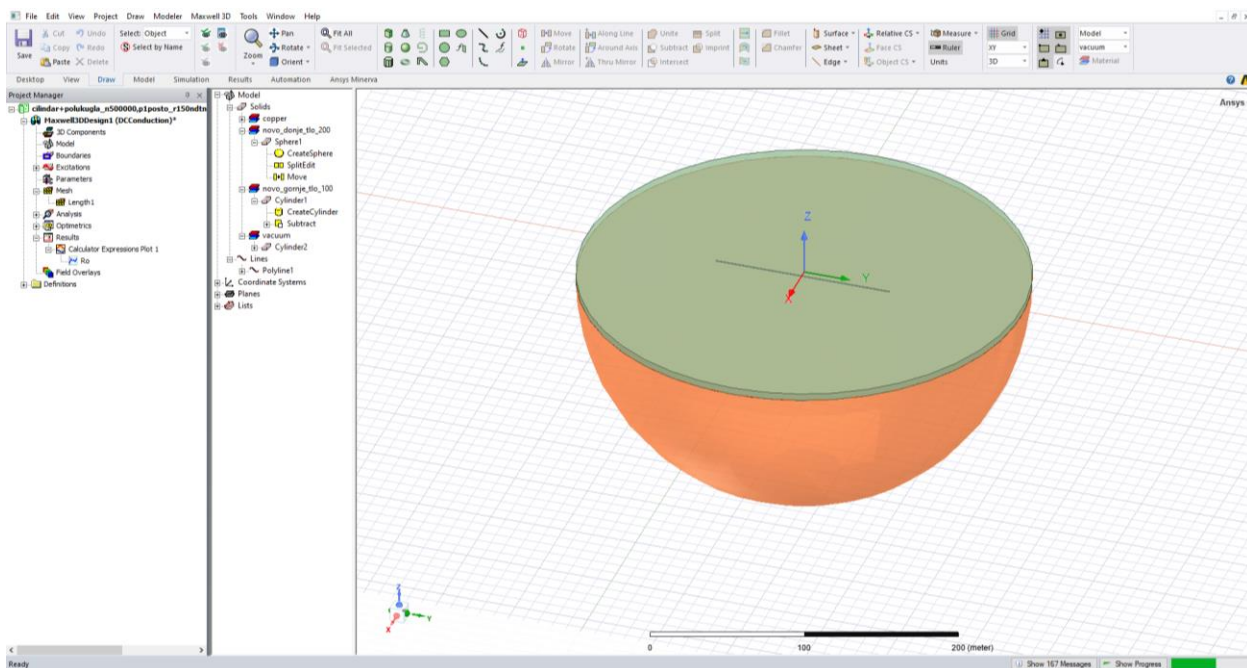 File Edit View Project Draw Modeler Maxwell 3D Tools Window Help
Save
Cut Undo
Copy Redo
Paste Delete
Select: Object
Select by Name
Zoom
Pan
Rotate
Orient
Fit All
Fit Selected
Move Along Line Unite Split Fillet
Rotate Around Axis Subtract Imprint Chamfer
Mirror Thru Mirror Intersect
Surface Relative CS Measure Grid Model
Sheet Face CS Ruler XY vacuum
Edge Object CS Units 3D Material
Desktop View Draw Model Simulation Results Automation Ansys Minerva
Project Manager
cilindar+polukugla_n500000,p1posto_r150ndtn
Maxwell3DDesign1 (DCConduction)*
3D Components
Model
Boundaries
Excitations
Parameters
Mesh
Length1
Analysis
Optimetrics
Results
Calculator Expressions Plot 1
Ro
Field Overlays
Definitions
Model
Solids
copper
novo_donje_tlo_200
Sphere1
CreateSphere
SplitEdit
Move
novo_gornje_tlo_100
Cylinder1
CreateCylinder
Subtract
vacuum
Cylinder2
Lines
Polyline1
Coordinate Systems
Planes
Lists
Ansys
Z
Y
X
Z
Y
X
0 100 200 (meter)
Ready
Show 167 Messages Show Progress